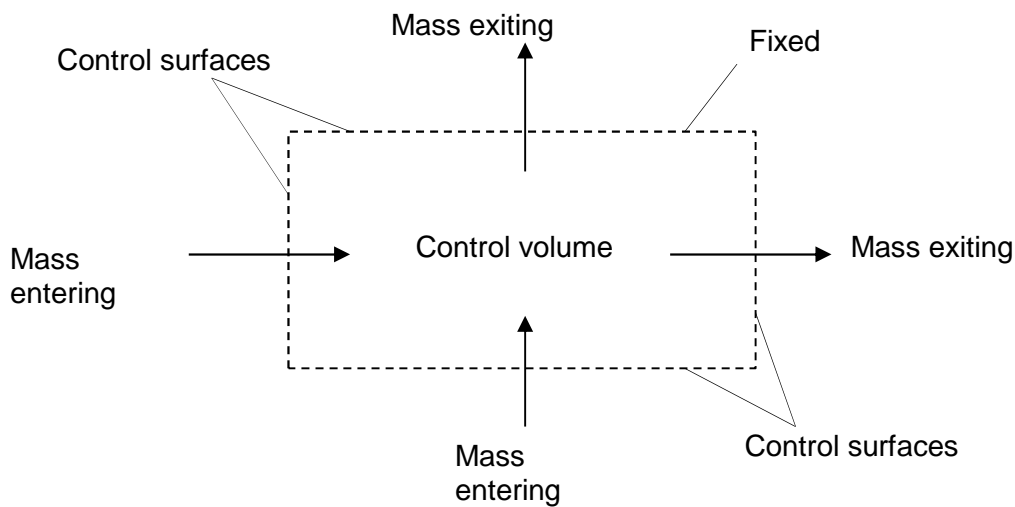 Mass exiting
Fixed
Control surfaces
Control volume
Mass exiting
Mass
entering
Control surfaces
Mass
entering